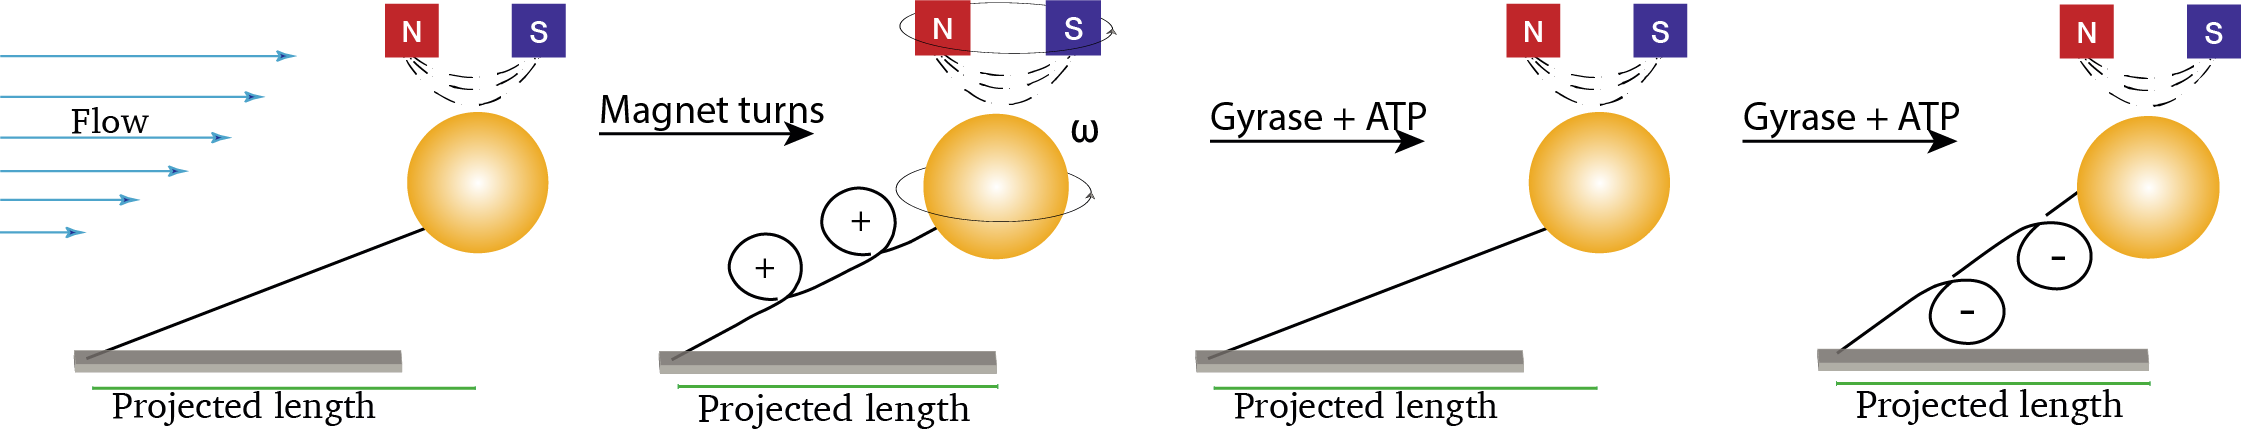 N S
Flow
Projected length
Magnet turns
N S
ω
+
+
Projected length
Gyrase + ATP
N S
Projected length
Gyrase + ATP
N S
-
-
Projected length